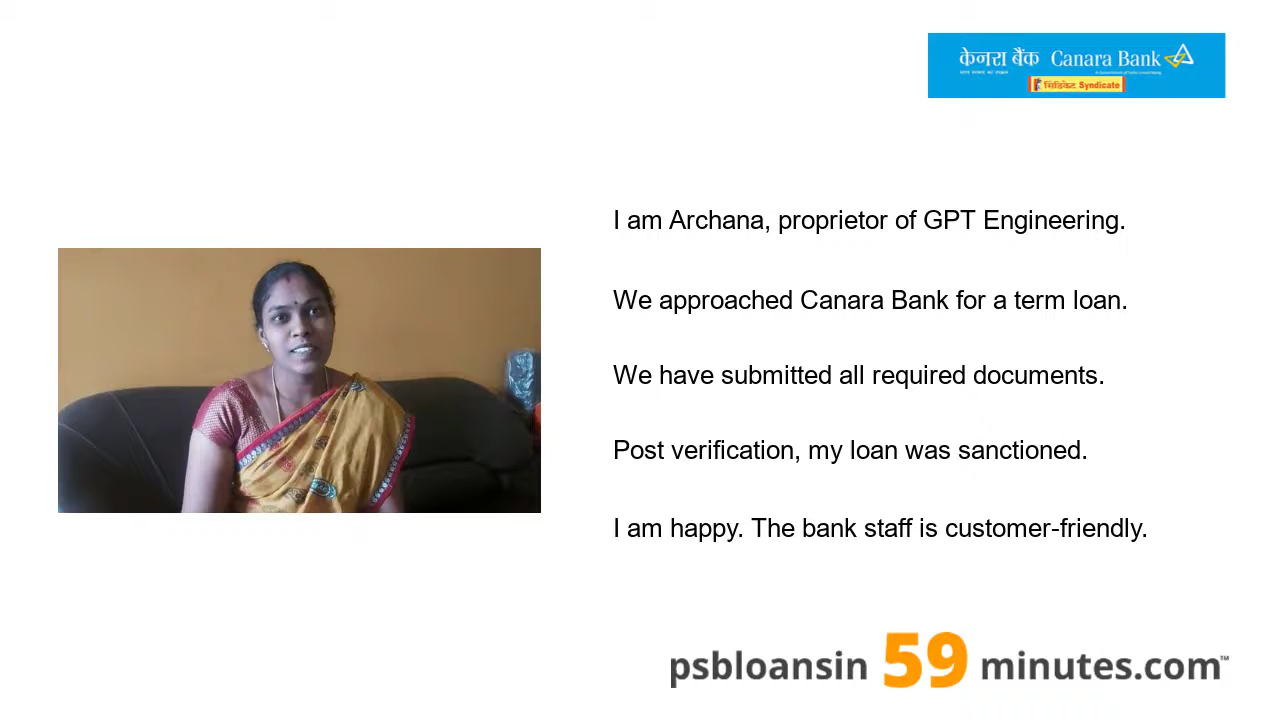 केनरा बैंक Canara Bank
सिंडिकेट Syndicate
I am Archana, proprietor of GPT Engineering.
We approached Canara Bank for a term loan.
We have submitted all required documents.
Post verification, my loan was sanctioned.
I am happy. The bank staff is customer-friendly.
psbloansin 59 minutes.com™